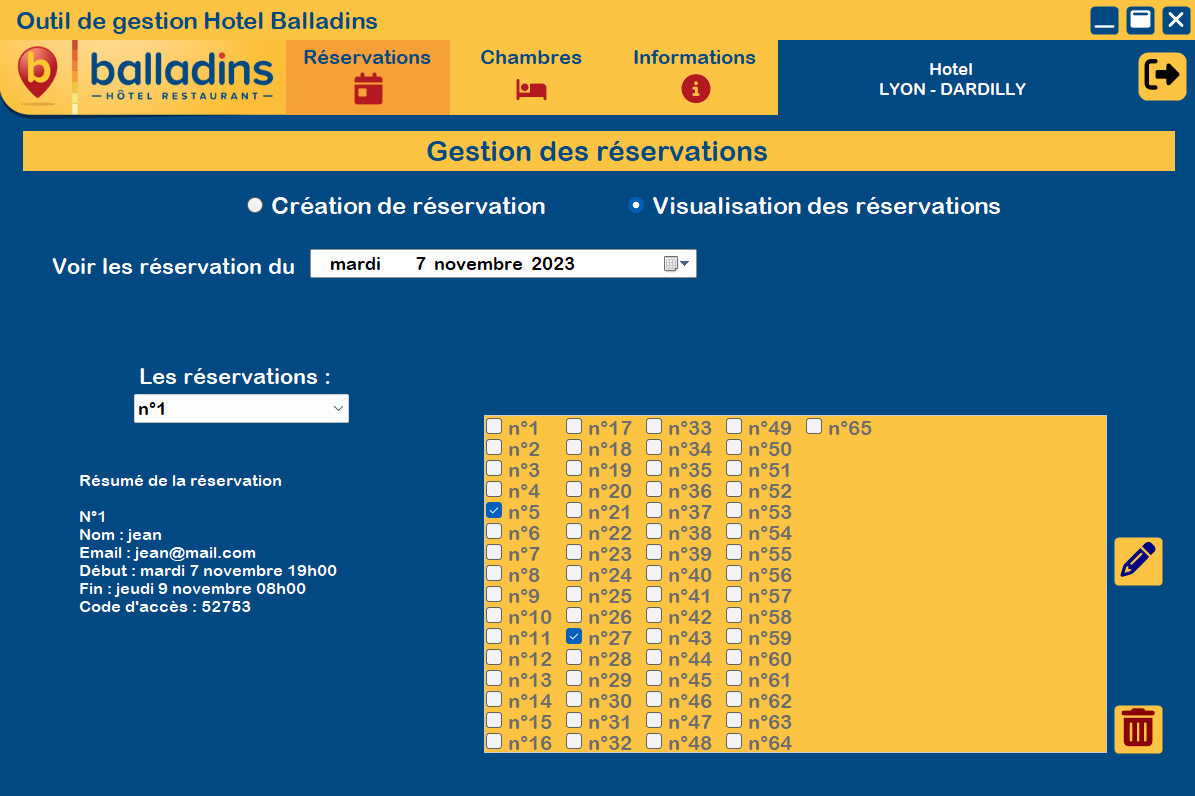 Outil de gestion Hotel Balladins
b
balladins
HÔTEL RESTAURANT
Réservations
Chambres
Informations
Hotel
LYON - DARDILLY
Gestion des réservations
Création de réservation
Visualisation des réservations
Voir les réservation du
mardi 7 novembre 2023
Les réservations :
n°1
Résumé de la réservation
N°1
Nom : jean
Email : jean@mail.com
Début : mardi 7 novembre 19h00
Fin : jeudi 9 novembre 08h00
Code d'accès : 52753
n°1 n°17 n°33 n°49 n°65
n°2 n°18 n°34 n°50
n°3 n°19 n°35 n°51
n°4 n°20 n°36 n°52
n°5 n°21 n°37 n°53
n°6 n°22 n°38 n°54
n°7 n°23 n°39 n°55
n°8 n°24 n°40 n°56
n°9 n°25 n°41 n°57
n°10 n°26 n°42 n°58
n°11 n°27 n°43 n°59
n°12 n°28 n°44 n°60
n°13 n°29 n°45 n°61
n°14 n°30 n°46 n°62
n°15 n°31 n°47 n°63
n°16 n°32 n°48 n°64